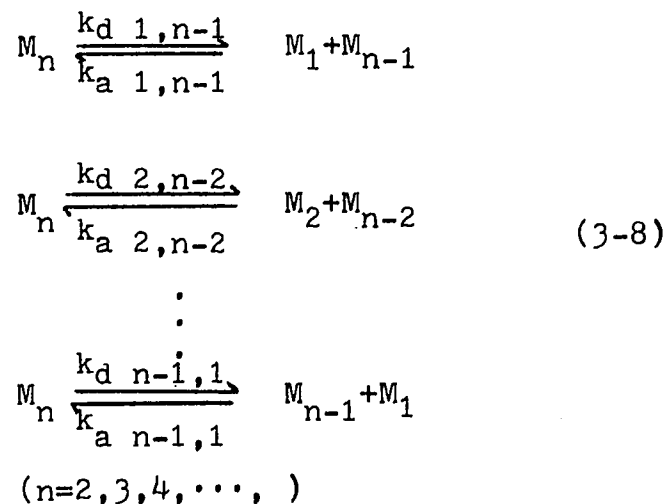 M_n ⇌ M_1+M_{n-1}
k_d 1,n-1
k_a 1,n-1
M_n ⇌ M_2+M_{n-2} (3-8)
k_d 2,n-2
k_a 2,n-2
⋮
M_n ⇌ M_{n-1}+M_1
k_d n-1,1
k_a n-1,1
(n=2,3,4,···, )